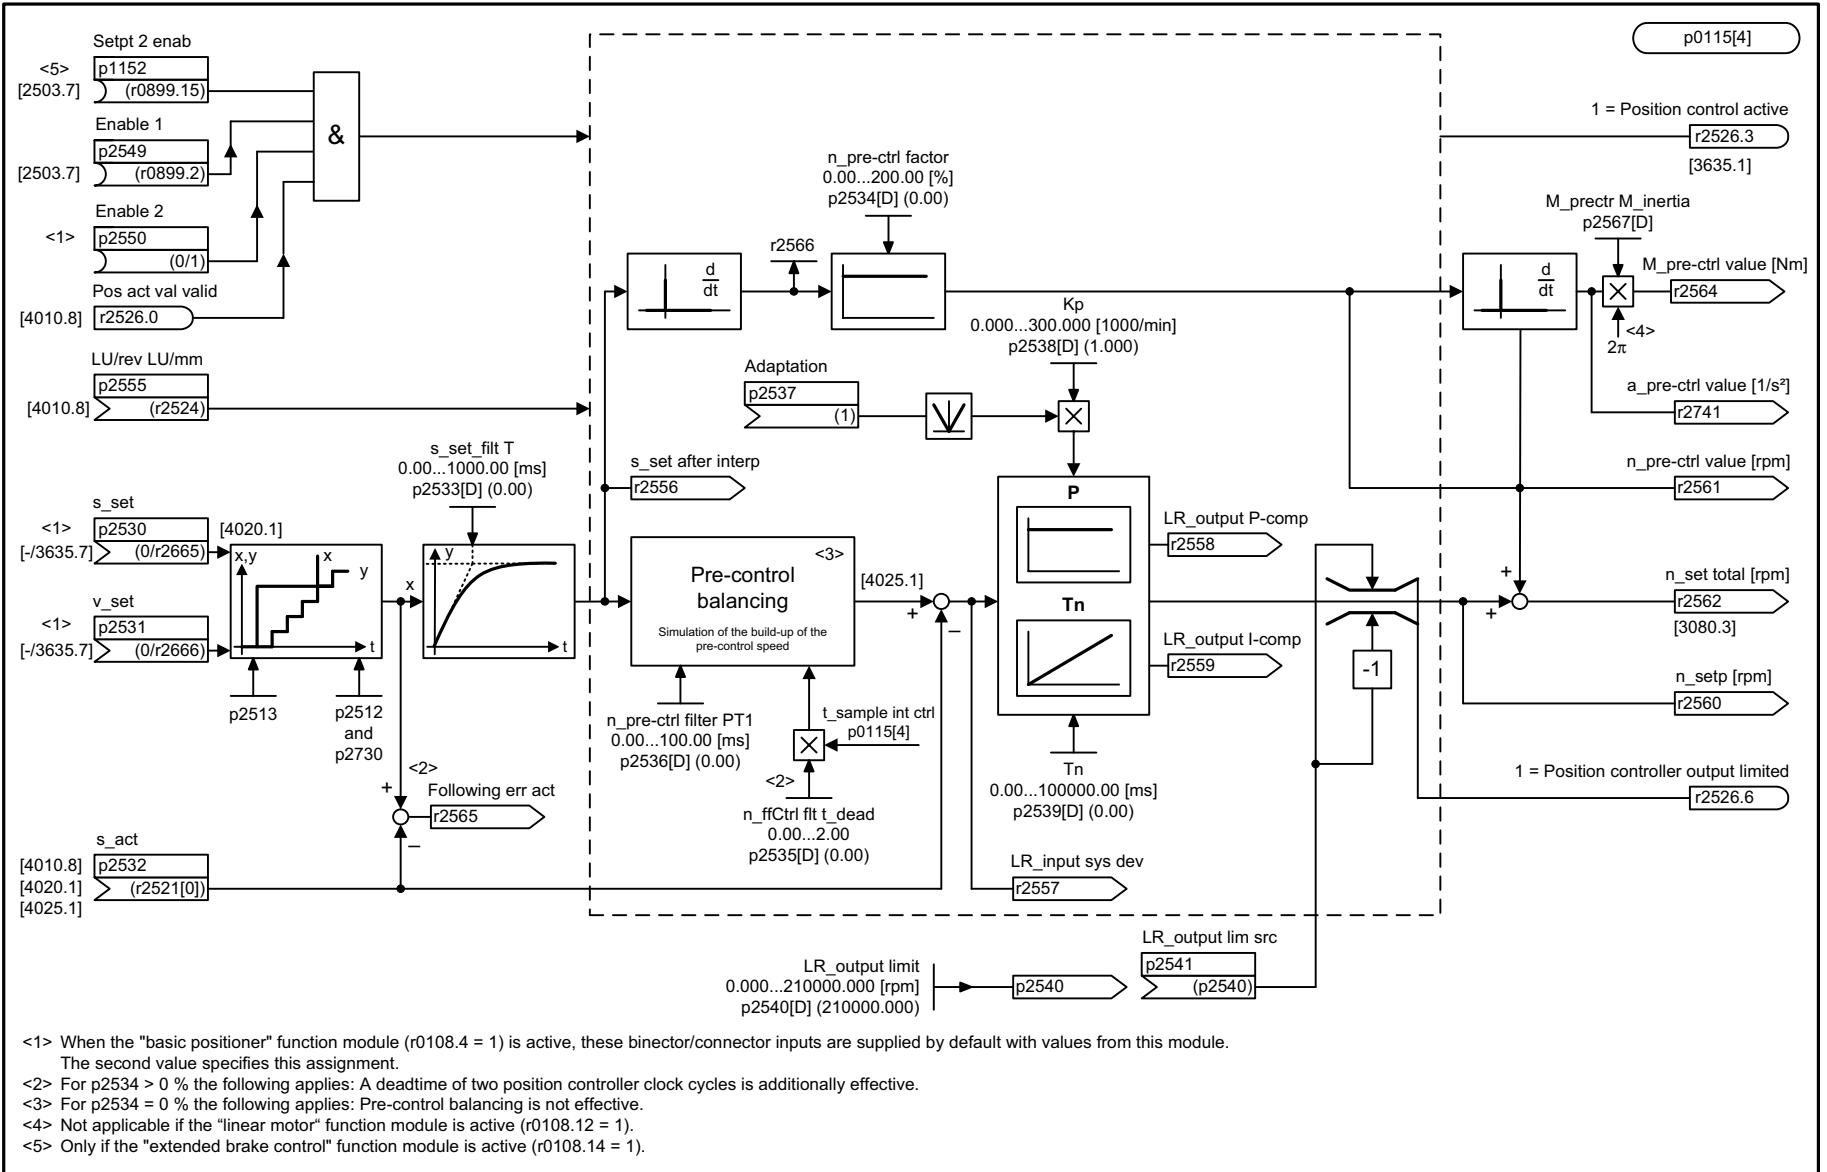 p0115[4]
Setpt 2 enab
<5>
[2503.7]
p1152
(r0899.15)
Enable 1
[2503.7]
p2549
(r0899.2)
Enable 2
<1>
p2550
(0/1)
Pos act val valid
[4010.8]
r2526.0
&
LU/rev LU/mm
[4010.8]
p2555
(r2524)
1 = Position control active
r2526.3
[3635.1]
n_pre-ctrl factor
0.00...200.00 [%]
p2534[D] (0.00)
r2566
d
dt
M_prectr M_inertia
p2567[D]
d
dt
M_pre-ctrl value [Nm]
r2564
<4>
2π
Kp
0.000...300.000 [1000/min]
p2538[D] (1.000)
Adaptation
p2537
(1)
a_pre-ctrl value [1/s²]
r2741
s_set_filt T
0.00...1000.00 [ms]
p2533[D] (0.00)
s_set after interp
r2556
n_pre-ctrl value [rpm]
r2561
s_set
<1>
[-/3635.7]
p2530
(0/r2665)
[4020.1]
x,y
x
y
t
x
y
t
v_set
<1>
[-/3635.7]
p2531
(0/r2666)
p2513
p2512
and
p2730
<3>
Pre-control
balancing
Simulation of the build-up of the
pre-control speed
[4025.1]
+
–
P
Tn
LR_output P-comp
r2558
LR_output I-comp
r2559
-1
+
+
n_set total [rpm]
r2562
[3080.3]
n_setp [rpm]
r2560
n_pre-ctrl filter PT1
0.00...100.00 [ms]
p2536[D] (0.00)
t_sample int ctrl
p0115[4]
<2>
n_ffCtrl flt t_dead
0.00...2.00
p2535[D] (0.00)
Tn
0.00...100000.00 [ms]
p2539[D] (0.00)
1 = Position controller output limited
r2526.6
<2>
+
Following err act
r2565
–
s_act
[4010.8]
[4020.1]
[4025.1]
p2532
(r2521[0])
LR_input sys dev
r2557
LR_output limit
0.000...210000.000 [rpm]
p2540[D] (210000.000)
p2540
LR_output lim src
p2541
(p2540)
<1> When the "basic positioner" function module (r0108.4 = 1) is active, these binector/connector inputs are supplied by default with values from this module.
The second value specifies this assignment.
<2> For p2534 > 0 % the following applies: A deadtime of two position controller clock cycles is additionally effective.
<3> For p2534 = 0 % the following applies: Pre-control balancing is not effective.
<4> Not applicable if the “linear motor“ function module is active (r0108.12 = 1).
<5> Only if the "extended brake control" function module is active (r0108.14 = 1).